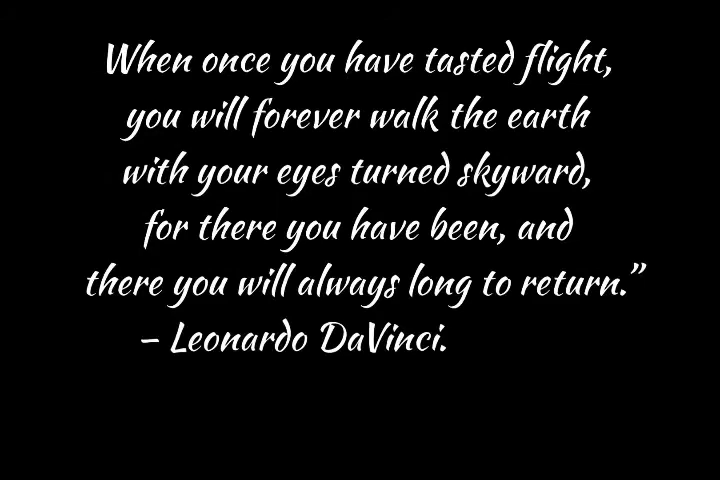 When once you have tasted flight,
you will forever walk the earth
with your eyes turned skyward,
for there you have been, and
there you will always long to return.”
– Leonardo DaVinci.